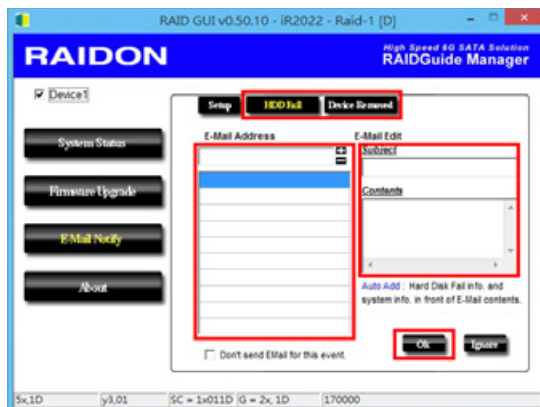 RAID GUI v0.50.10 - iR2022 - Raid-1 [D]
RAIDON
High Speed 6G SATA Solution
RAIDGuide Manager
Device1
Setup
HDD Fail
Device Removed
System Status
Firmware Upgrade
E-Mail Notify
About
E-Mail Address
E-Mail Edit
Subject
Contents
Auto Add : Hard Disk Fail info. and
system info. in front of E-Mail contents.
Don't send EMail for this event.
Ok
Ignore
5x,1D
y3,01
SC = 1x011D
G = 2x, 1D
170000